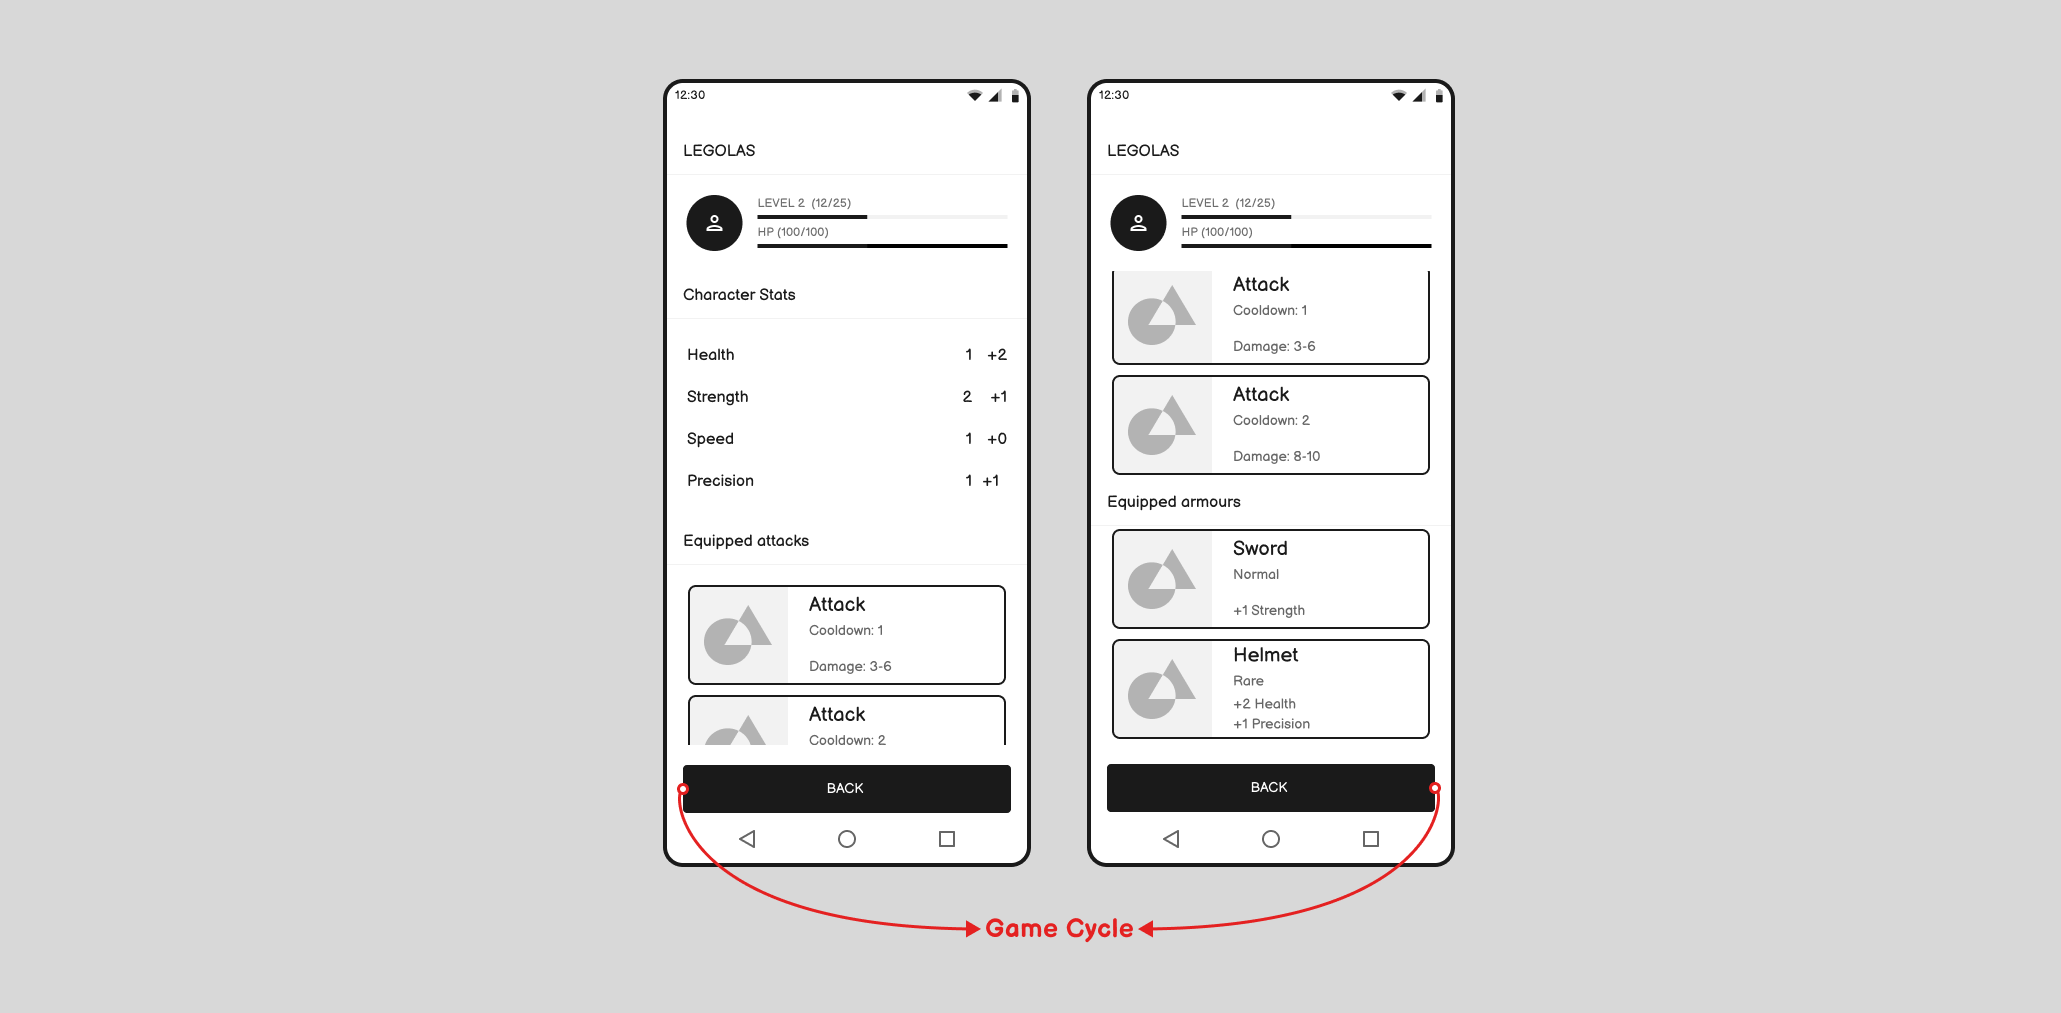 12:30
LEGOLAS
LEVEL 2 (12/25)
HP (100/100)
Character Stats
Health 1 +2
Strength 2 +1
Speed 1 +0
Precision 1 +1
Equipped attacks
Attack
Cooldown: 1
Damage: 3-6
Attack
Cooldown: 2
BACK
12:30
LEGOLAS
LEVEL 2 (12/25)
HP (100/100)
Attack
Cooldown: 1
Damage: 3-6
Attack
Cooldown: 2
Damage: 8-10
Equipped armours
Sword
Normal
+1 Strength
Helmet
Rare
+2 Health
+1 Precision
BACK
Game Cycle